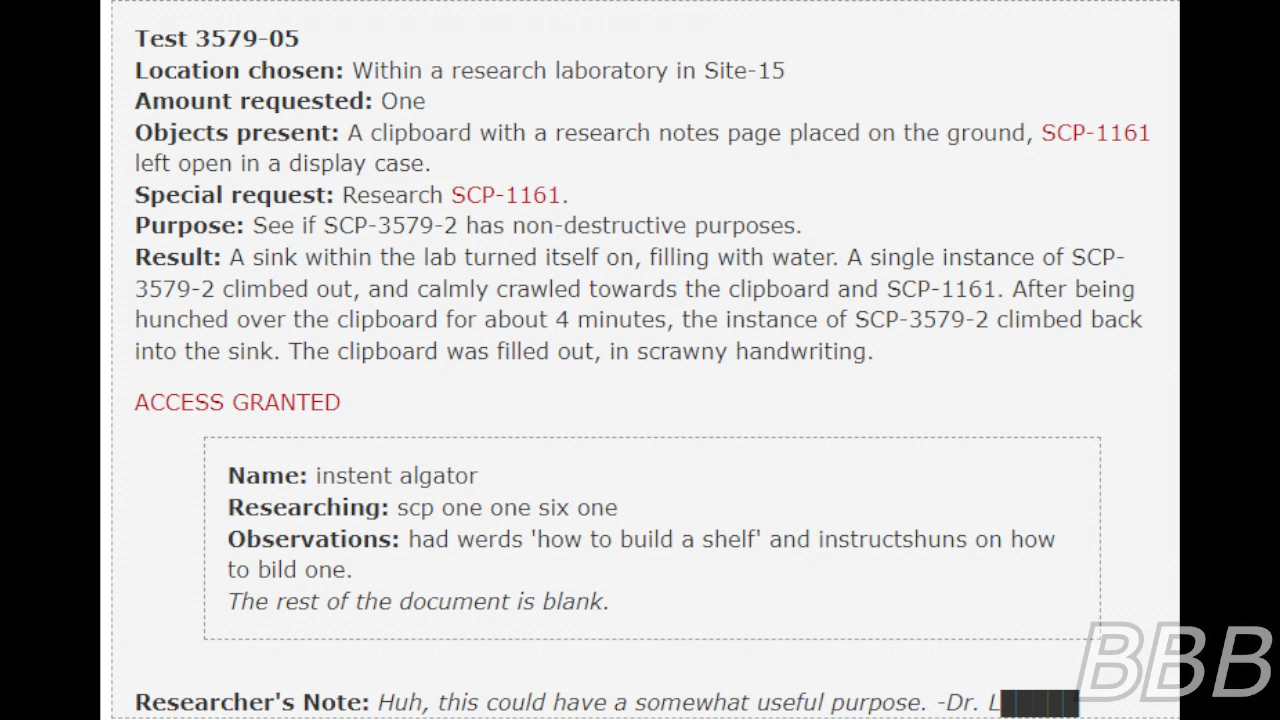 Test 3579-05
Location chosen: Within a research laboratory in Site-15
Amount requested: One
Objects present: A clipboard with a research notes page placed on the ground, SCP-1161
left open in a display case.
Special request: Research SCP-1161.
Purpose: See if SCP-3579-2 has non-destructive purposes.
Result: A sink within the lab turned itself on, filling with water. A single instance of SCP-
3579-2 climbed out, and calmly crawled towards the clipboard and SCP-1161. After being
hunched over the clipboard for about 4 minutes, the instance of SCP-3579-2 climbed back
into the sink. The clipboard was filled out, in scrawny handwriting.
ACCESS GRANTED
Name: instent algator
Researching: scp one one six one
Observations: had werds 'how to build a shelf' and instructshuns on how
to bild one.
The rest of the document is blank.
Researcher's Note: Huh, this could have a somewhat useful purpose. -Dr. L█████
BBB